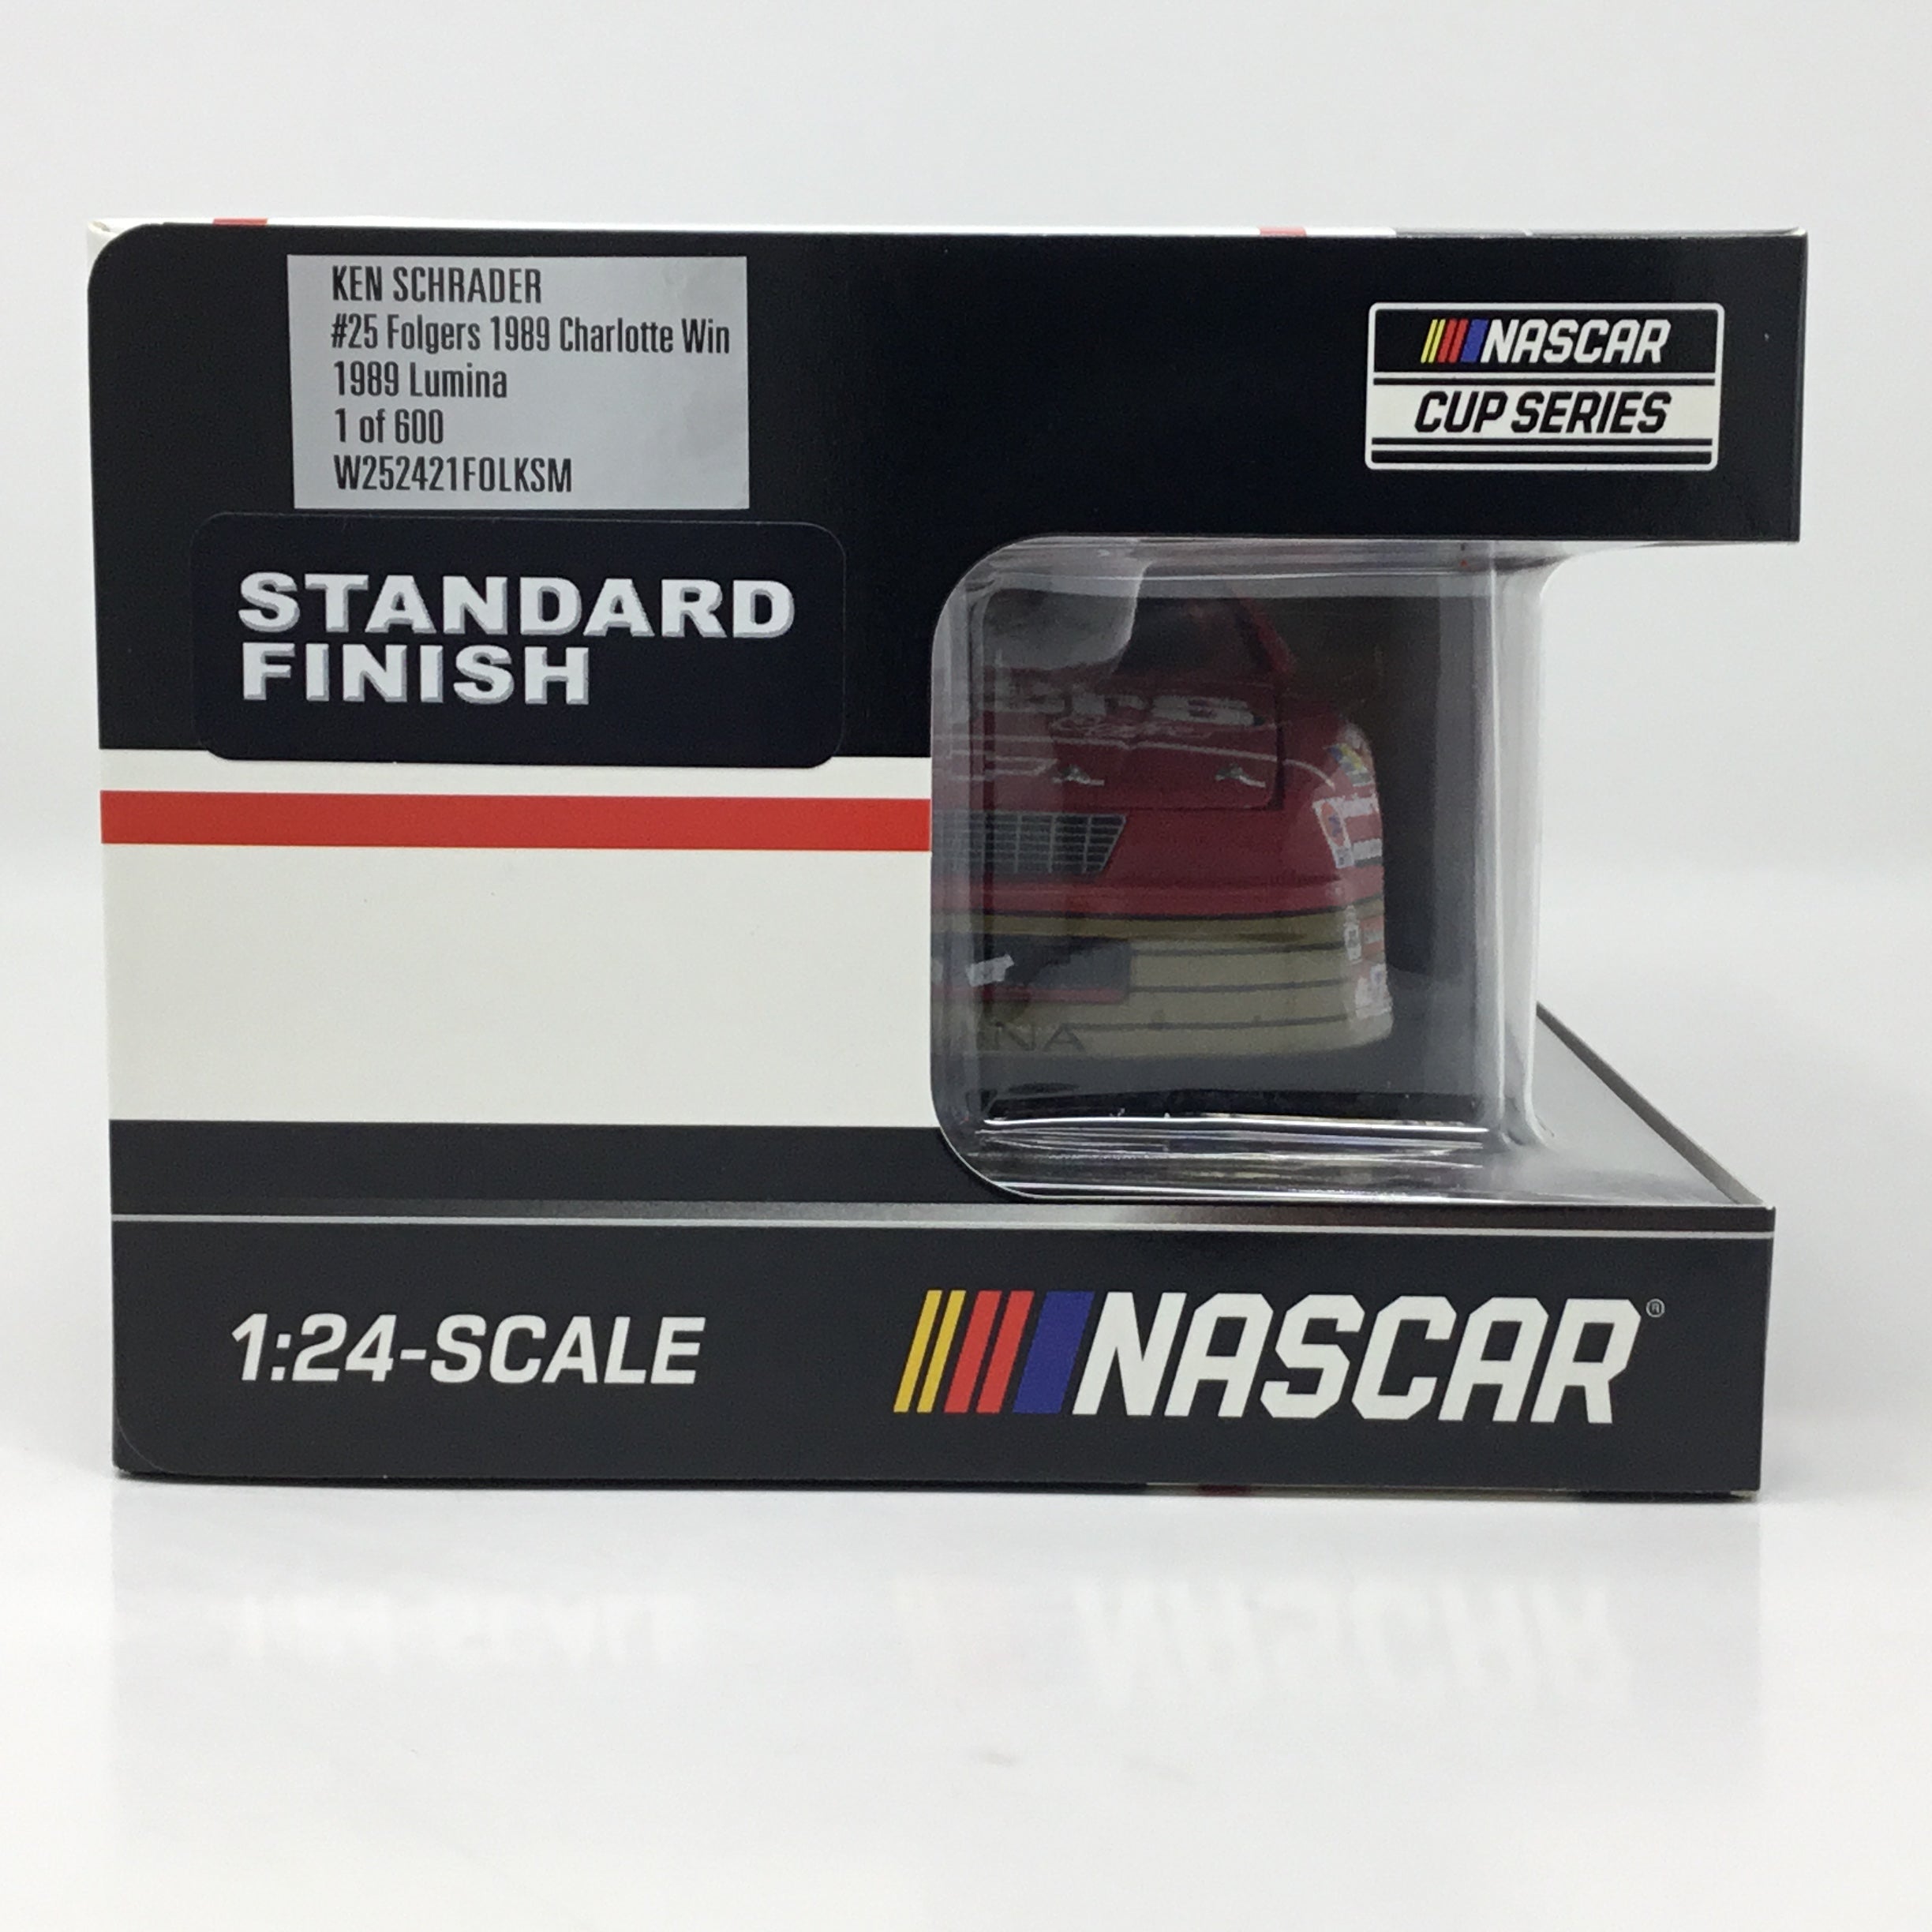 KEN SCHRADER
#25 Folgers 1989 Charlotte Win
1989 Lumina
1 of 600
W252421FOLKSM
NASCAR
CUP SERIES
STANDARD
FINISH
1:24-SCALE
NASCAR®